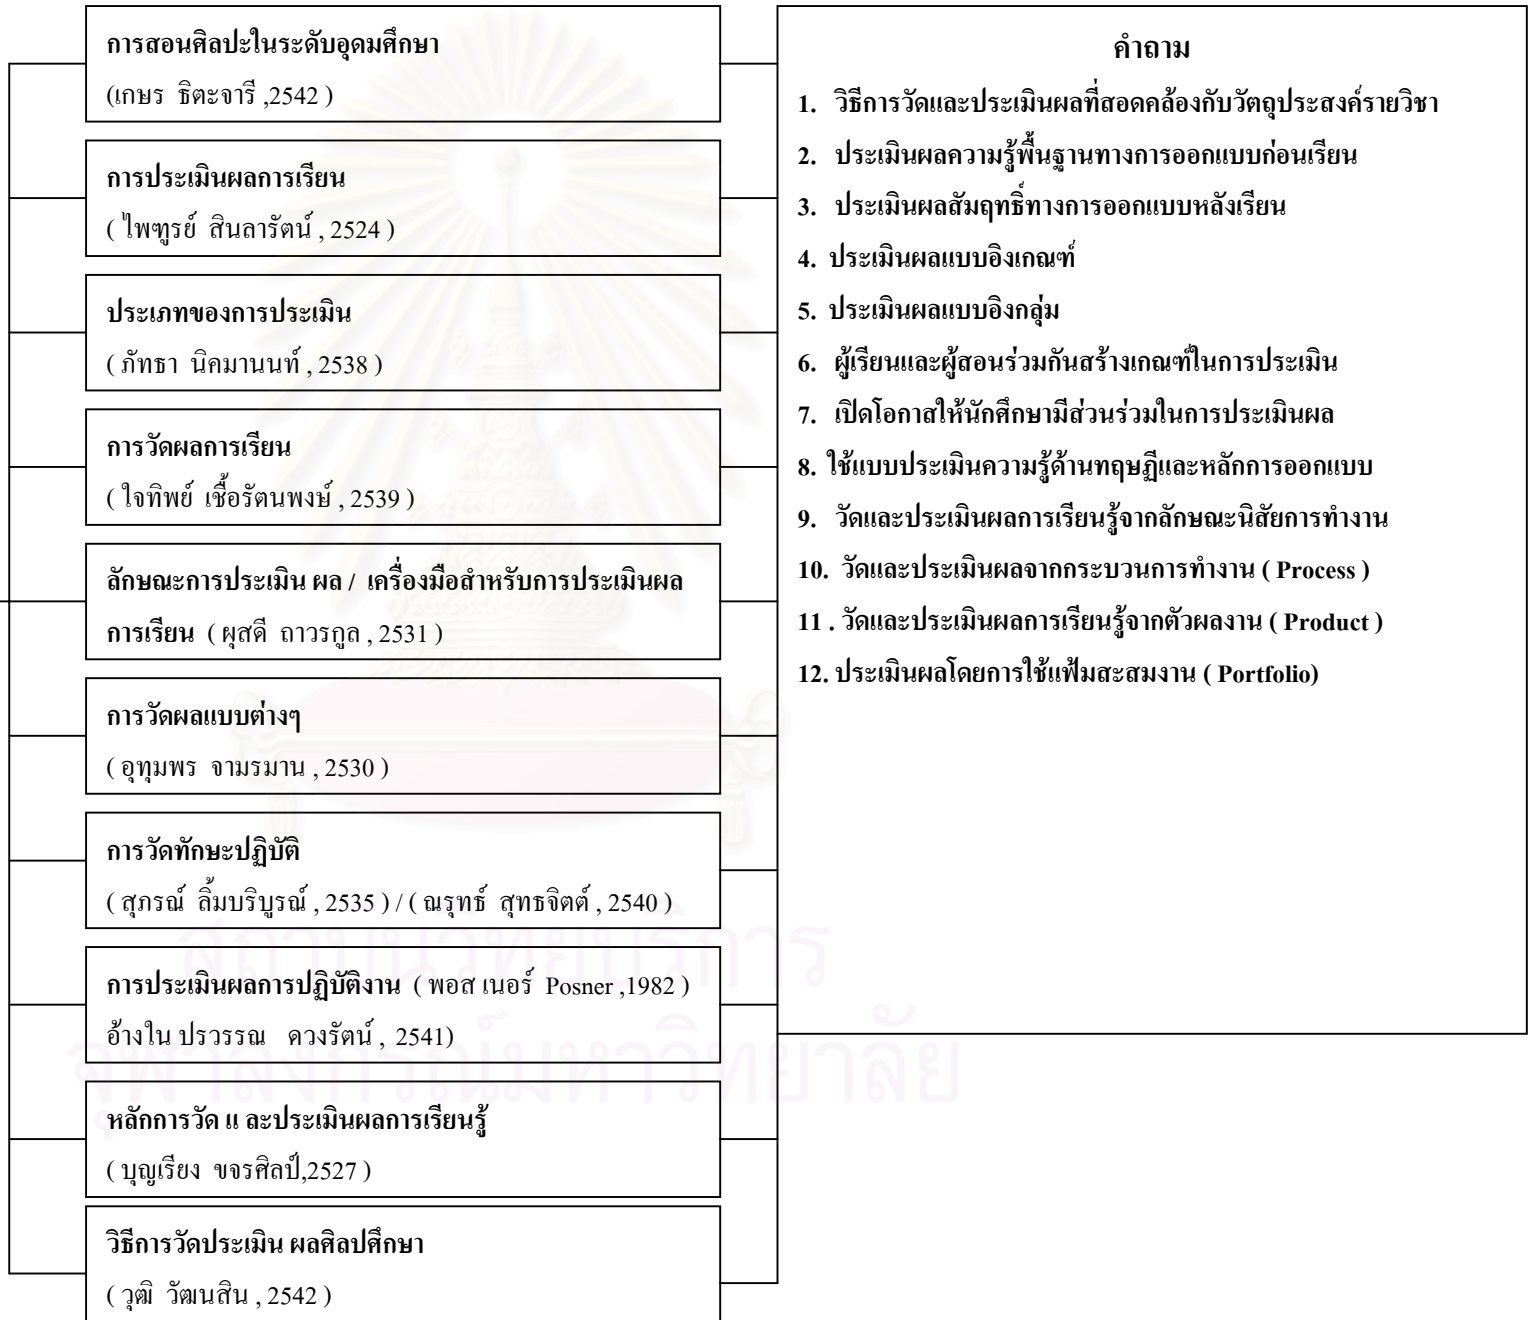 การสอนศิลปะในระดับอุดมศึกษา
(เกษร ธิตะจารี ,2542 )
การประเมินผลการเรียน
( ไพฑูรย์ สินลารัตน์ , 2524 )
ประเภทของการประเมิน
( ภัทธา นิคมานนท์ , 2538 )
การวัดผลการเรียน
( ใจทิพย์ เชื้อรัตนพงษ์ , 2539 )
ลักษณะการประเมิน ผล / เครื่องมือสำหรับการประเมินผล
การเรียน ( ผุสดี ถาวรกูล , 2531 )
การวัดผลแบบต่างๆ
( อุทุมพร จามรมาน , 2530 )
การวัดทักษะปฏิบัติ
( สุภรณ์ ลิ้มบริบูรณ์ , 2535 ) / ( ณรุทธ์ สุทธจิตต์ , 2540 )
การประเมินผลการปฏิบัติงาน ( พอส เนอร์ Posner ,1982 )
อ้างใน ปรวรรณ ดวงรัตน์ , 2541)
หลักการวัด แ ละประเมินผลการเรียนรู้
( บุญเรียง ขจรศิลป์,2527 )
วิธีการวัดประเมิน ผลศิลปศึกษา
( วุฒิ วัฒนสิน , 2542 )
คำถาม
1. วิธีการวัดและประเมินผลที่สอดคล้องกับวัตถุประสงค์รายวิชา
2. ประเมินผลความรู้พื้นฐานทางการออกแบบก่อนเรียน
3. ประเมินผลสัมฤทธิ์ทางการออกแบบหลังเรียน
4. ประเมินผลแบบอิงเกณฑ์
5. ประเมินผลแบบอิงกลุ่ม
6. ผู้เรียนและผู้สอนร่วมกันสร้างเกณฑ์ในการประเมิน
7. เปิดโอกาสให้นักศึกษามีส่วนร่วมในการประเมินผล
8. ใช้แบบประเมินความรู้ด้านทฤษฎีและหลักการออกแบบ
9. วัดและประเมินผลการเรียนรู้จากลักษณะนิสัยการทำงาน
10. วัดและประเมินผลจากกระบวนการทำงาน ( Process )
11 . วัดและประเมินผลการเรียนรู้จากตัวผลงาน ( Product )
12. ประเมินผลโดยการใช้แฟ้มสะสมงาน ( Portfolio)
สถาบันวิทยบริการ
จุฬาลงกรณ์มหาวิทยาลัย